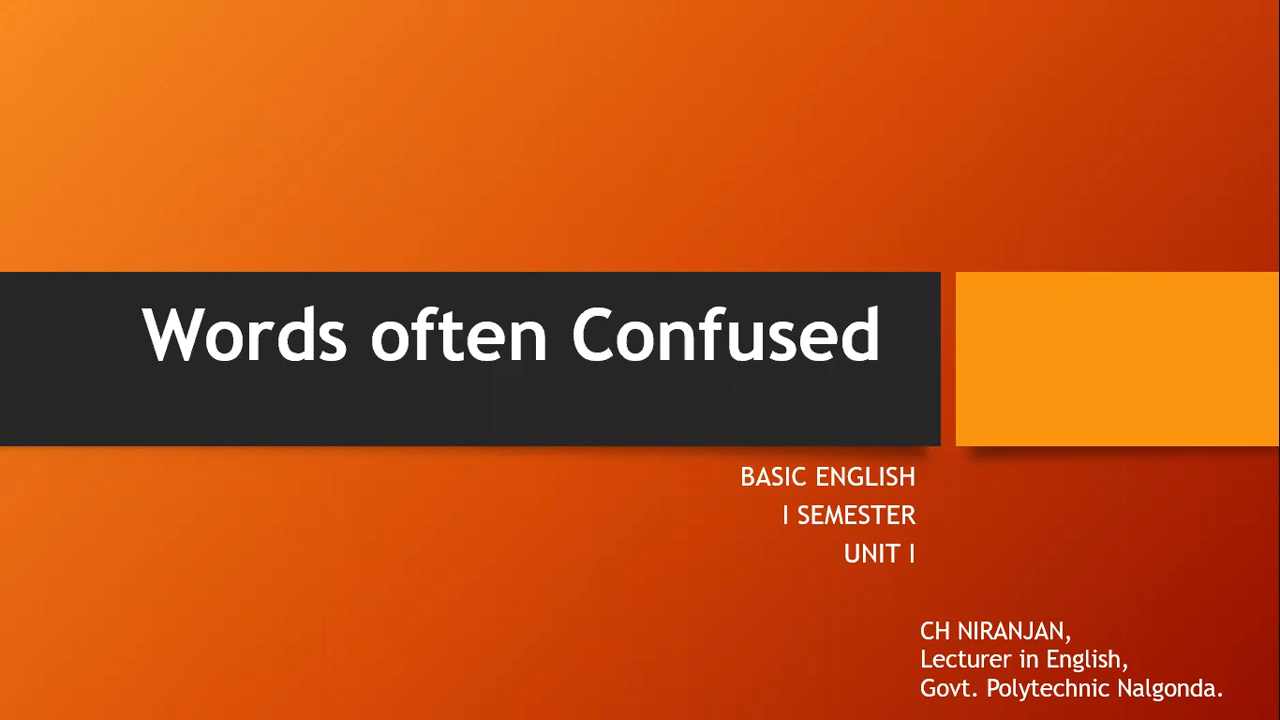 Words often Confused
BASIC ENGLISH
I SEMESTER
UNIT I
CH NIRANJAN,
Lecturer in English,
Govt. Polytechnic Nalgonda.